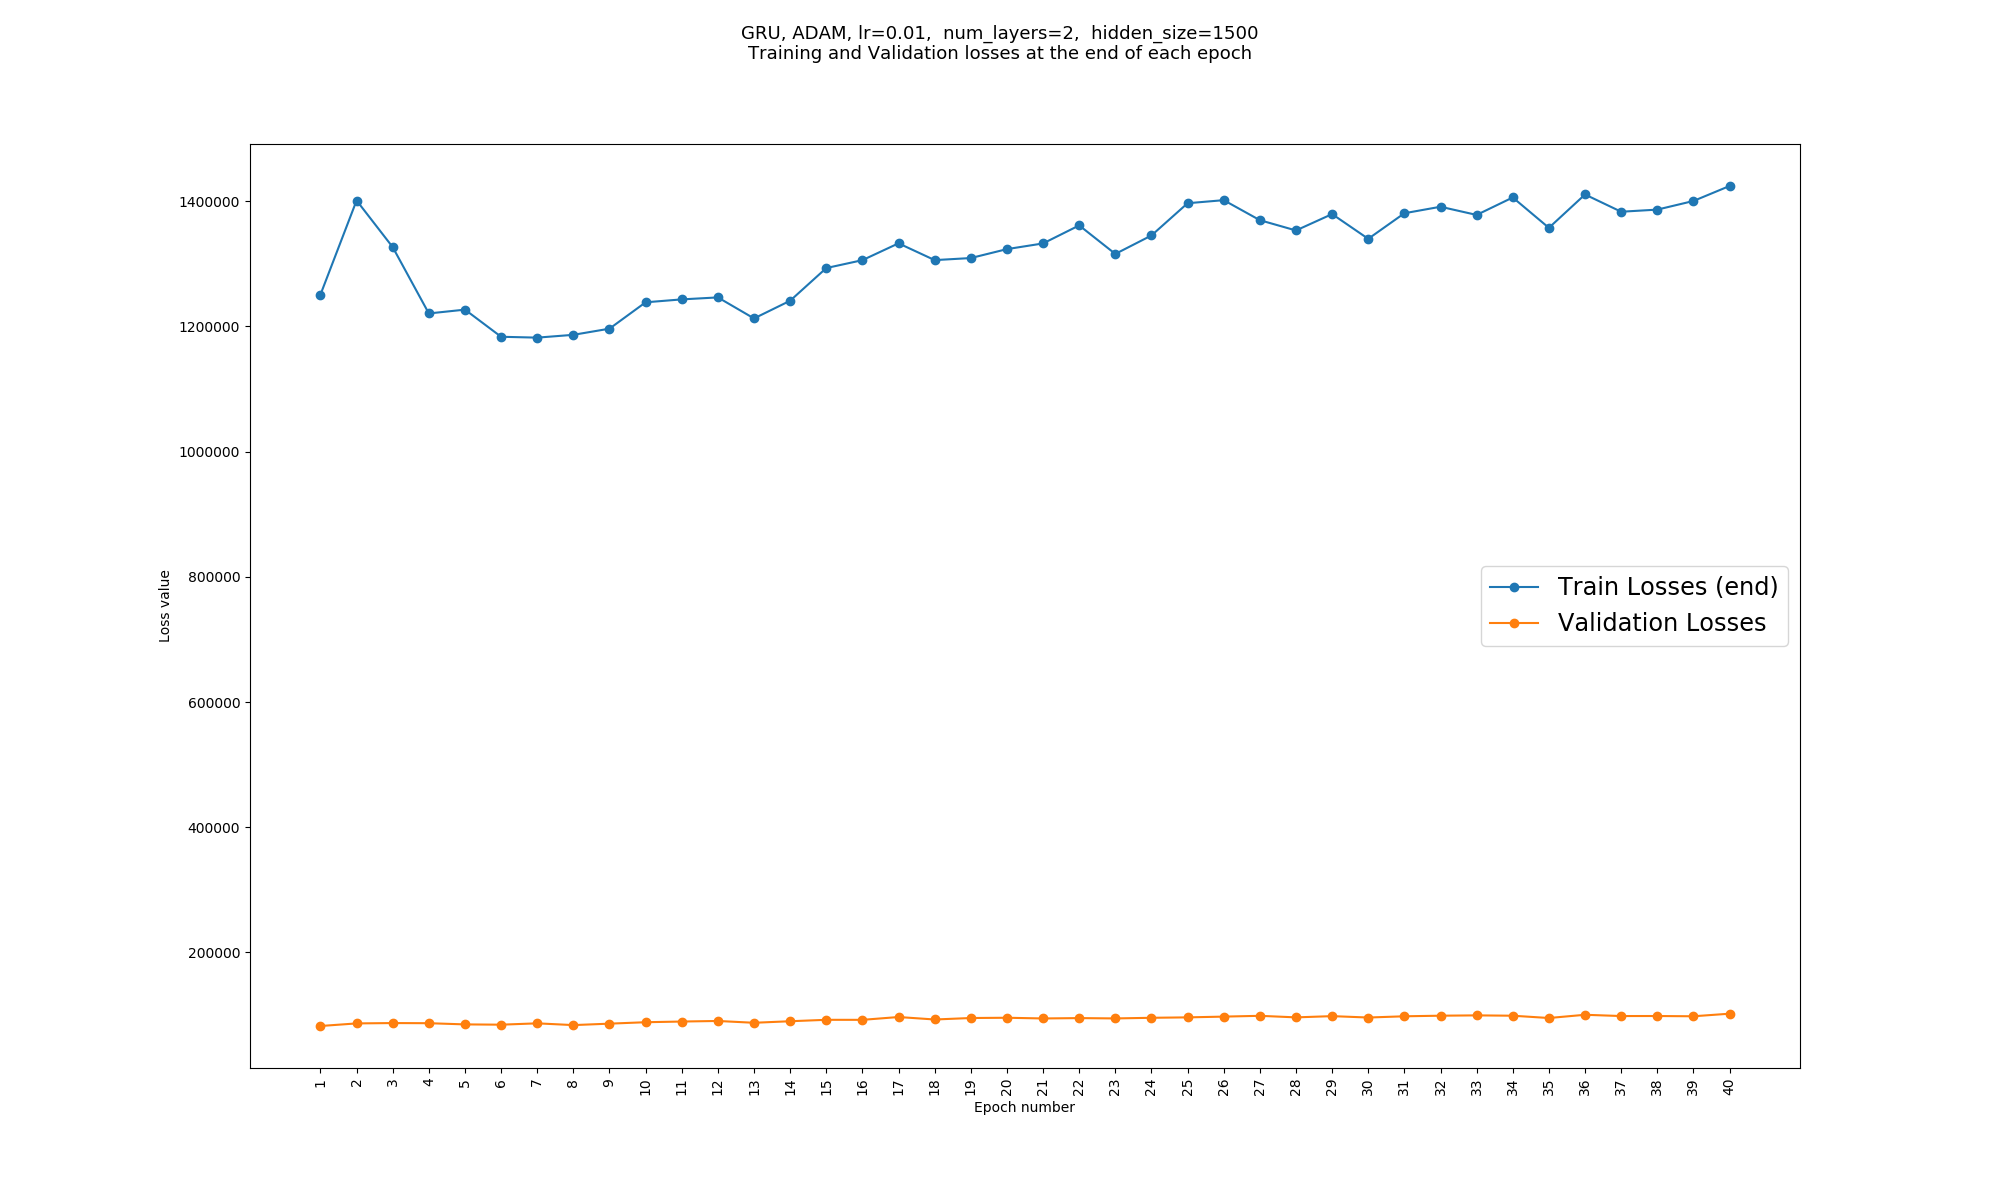 GRU, ADAM, lr=0.01,  num_layers=2,  hidden_size=1500
Training and Validation losses at the end of each epoch
1400000
1200000
1000000
800000
600000
400000
200000
Loss value
Train Losses (end)
Validation Losses
1 2 3 4 5 6 7 8 9 10 11 12 13 14 15 16 17 18 19 20 21 22 23 24 25 26 27 28 29 30 31 32 33 34 35 36 37 38 39 40
Epoch number